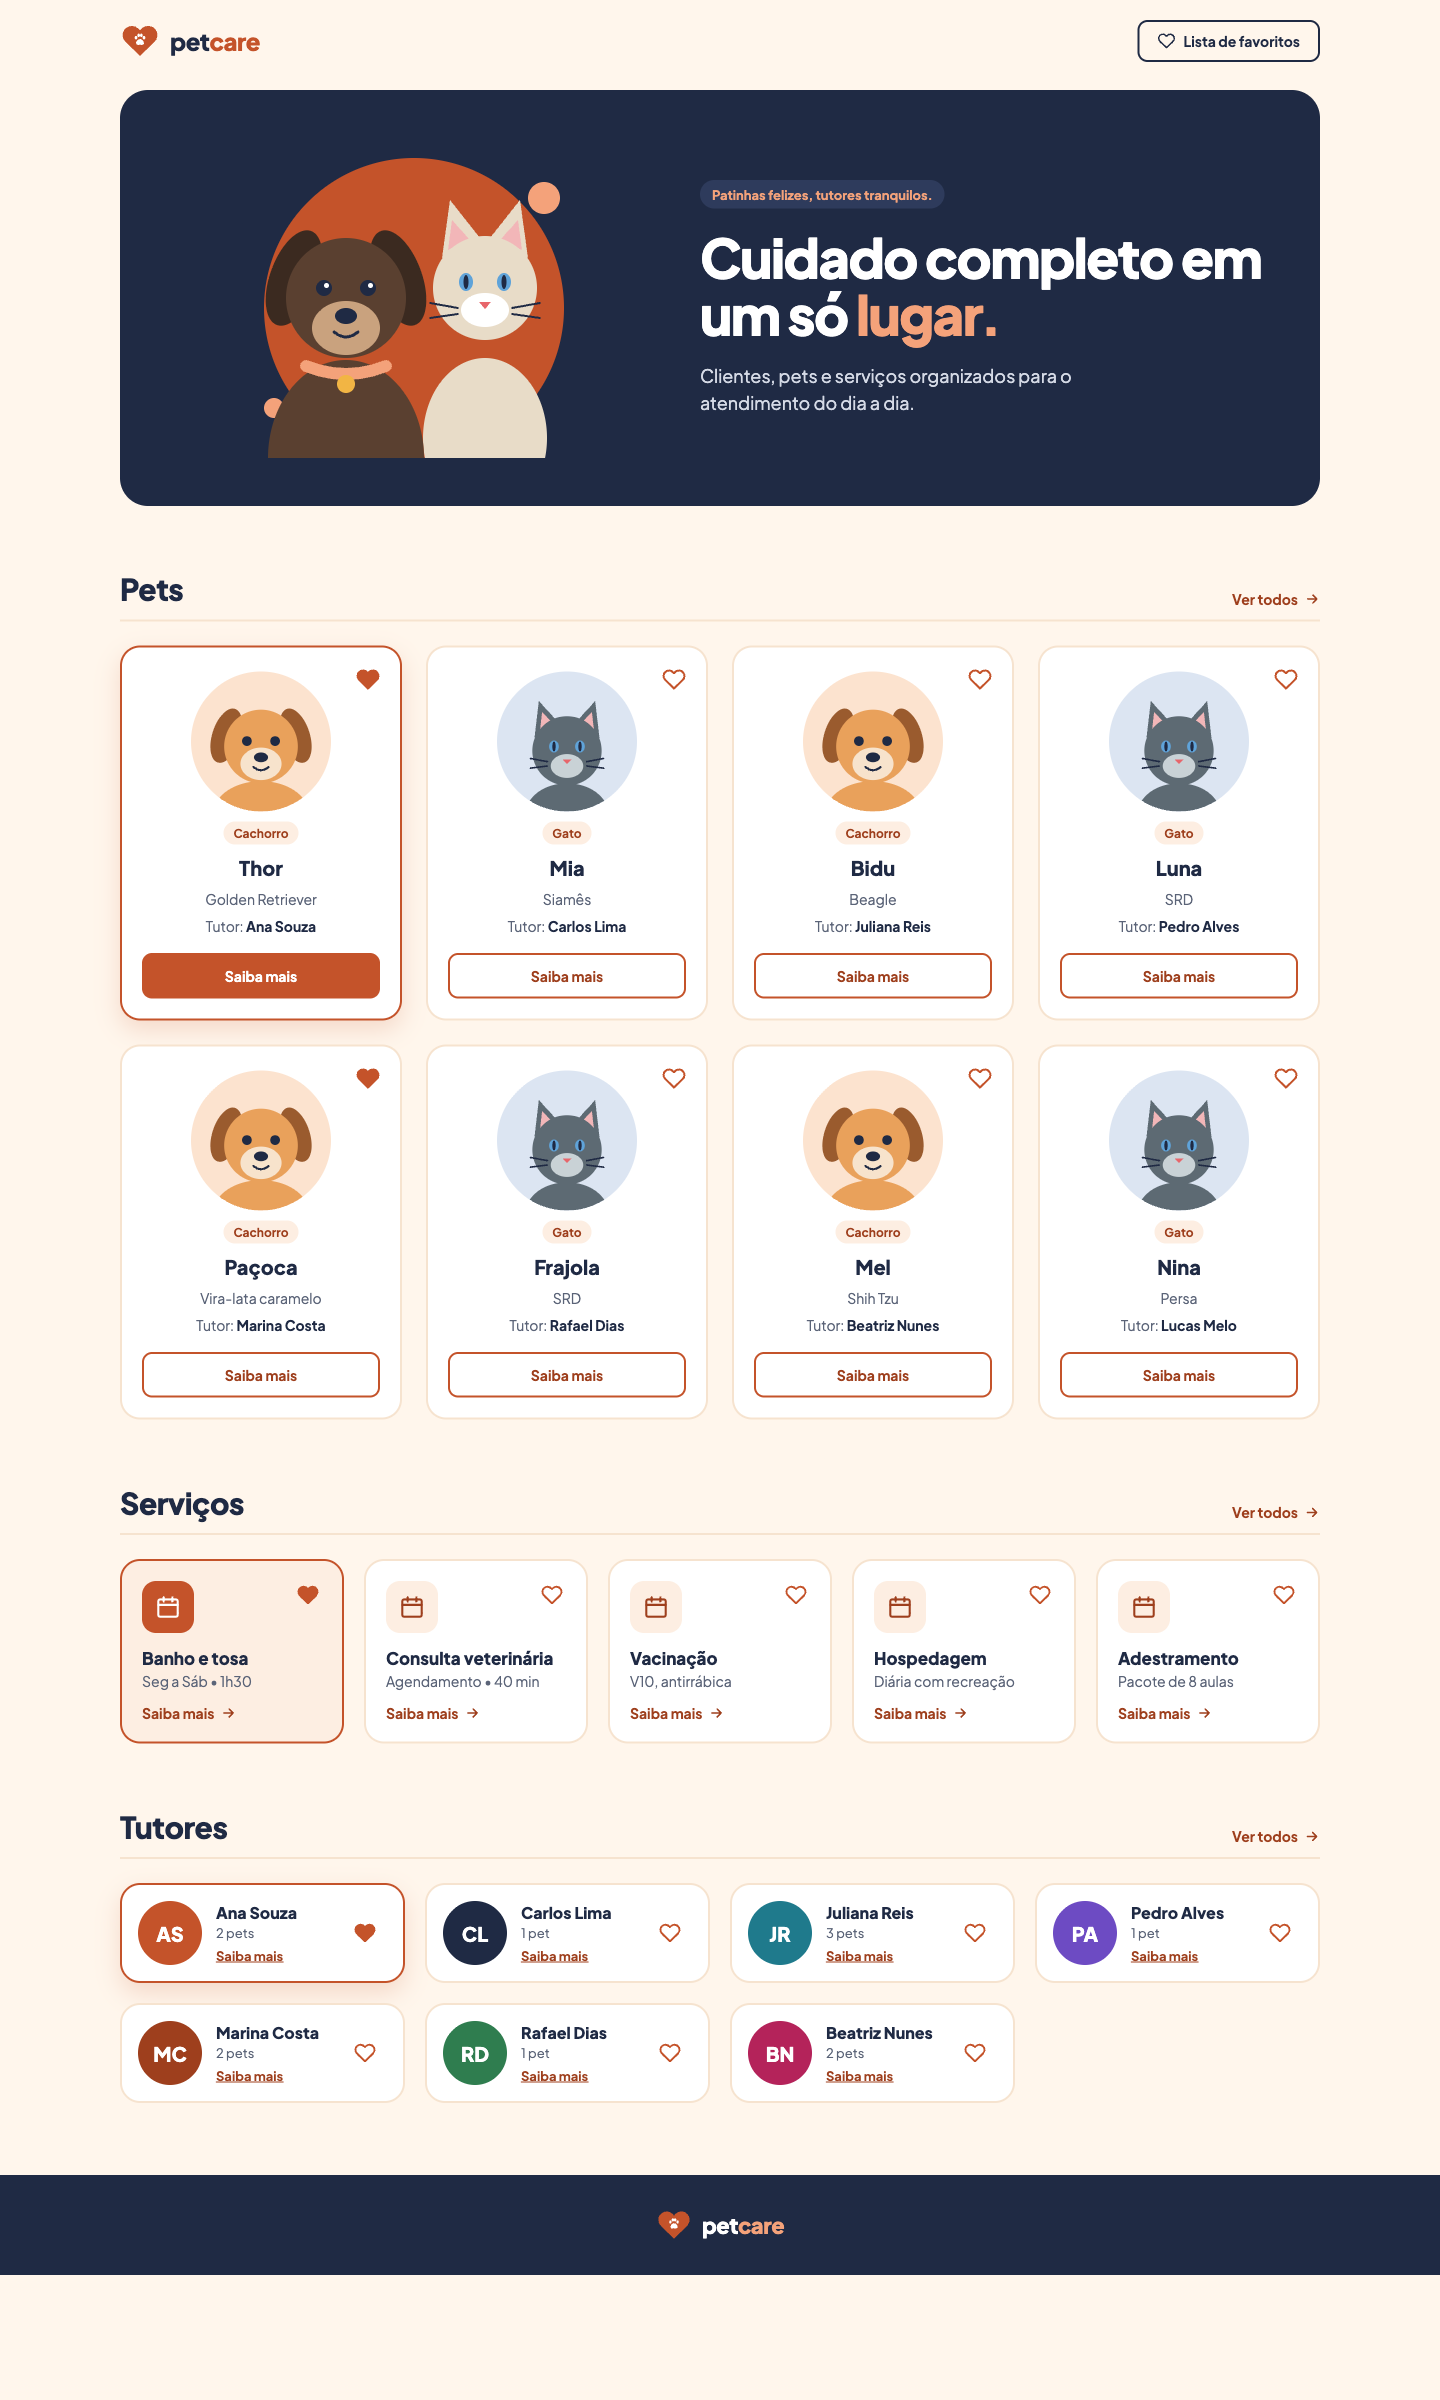 petcare
Lista de favoritos
Patinhas felizes, tutores tranquilos.
Cuidado completo em
um só lugar.
Clientes, pets e serviços organizados para o
atendimento do dia a dia.
Pets
Ver todos →
Cachorro
Thor
Golden Retriever
Tutor: Ana Souza
Saiba mais
Gato
Mia
Siamês
Tutor: Carlos Lima
Saiba mais
Cachorro
Bidu
Beagle
Tutor: Juliana Reis
Saiba mais
Gato
Luna
SRD
Tutor: Pedro Alves
Saiba mais
Cachorro
Paçoca
Vira-lata caramelo
Tutor: Marina Costa
Saiba mais
Gato
Frajola
SRD
Tutor: Rafael Dias
Saiba mais
Cachorro
Mel
Shih Tzu
Tutor: Beatriz Nunes
Saiba mais
Gato
Nina
Persa
Tutor: Lucas Melo
Saiba mais
Serviços
Ver todos →
Banho e tosa
Seg a Sáb • 1h30
Saiba mais →
Consulta veterinária
Agendamento • 40 min
Saiba mais →
Vacinação
V10, antirrábica
Saiba mais →
Hospedagem
Diária com recreação
Saiba mais →
Adestramento
Pacote de 8 aulas
Saiba mais →
Tutores
Ver todos →
AS
Ana Souza
2 pets
Saiba mais
CL
Carlos Lima
1 pet
Saiba mais
JR
Juliana Reis
3 pets
Saiba mais
PA
Pedro Alves
1 pet
Saiba mais
MC
Marina Costa
2 pets
Saiba mais
RD
Rafael Dias
1 pet
Saiba mais
BN
Beatriz Nunes
2 pets
Saiba mais
petcare